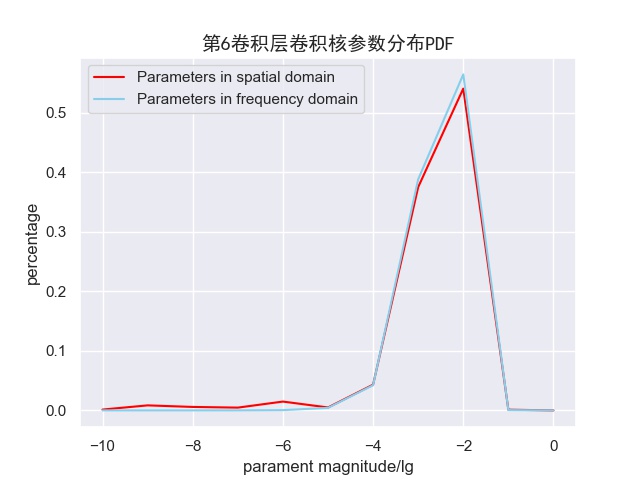 第6卷积层卷积核参数分布PDF
Parameters in spatial domain
Parameters in frequency domain
percentage
0.5
0.4
0.3
0.2
0.1
0.0
−10 −8 −6 −4 −2 0
parament magnitude/lg